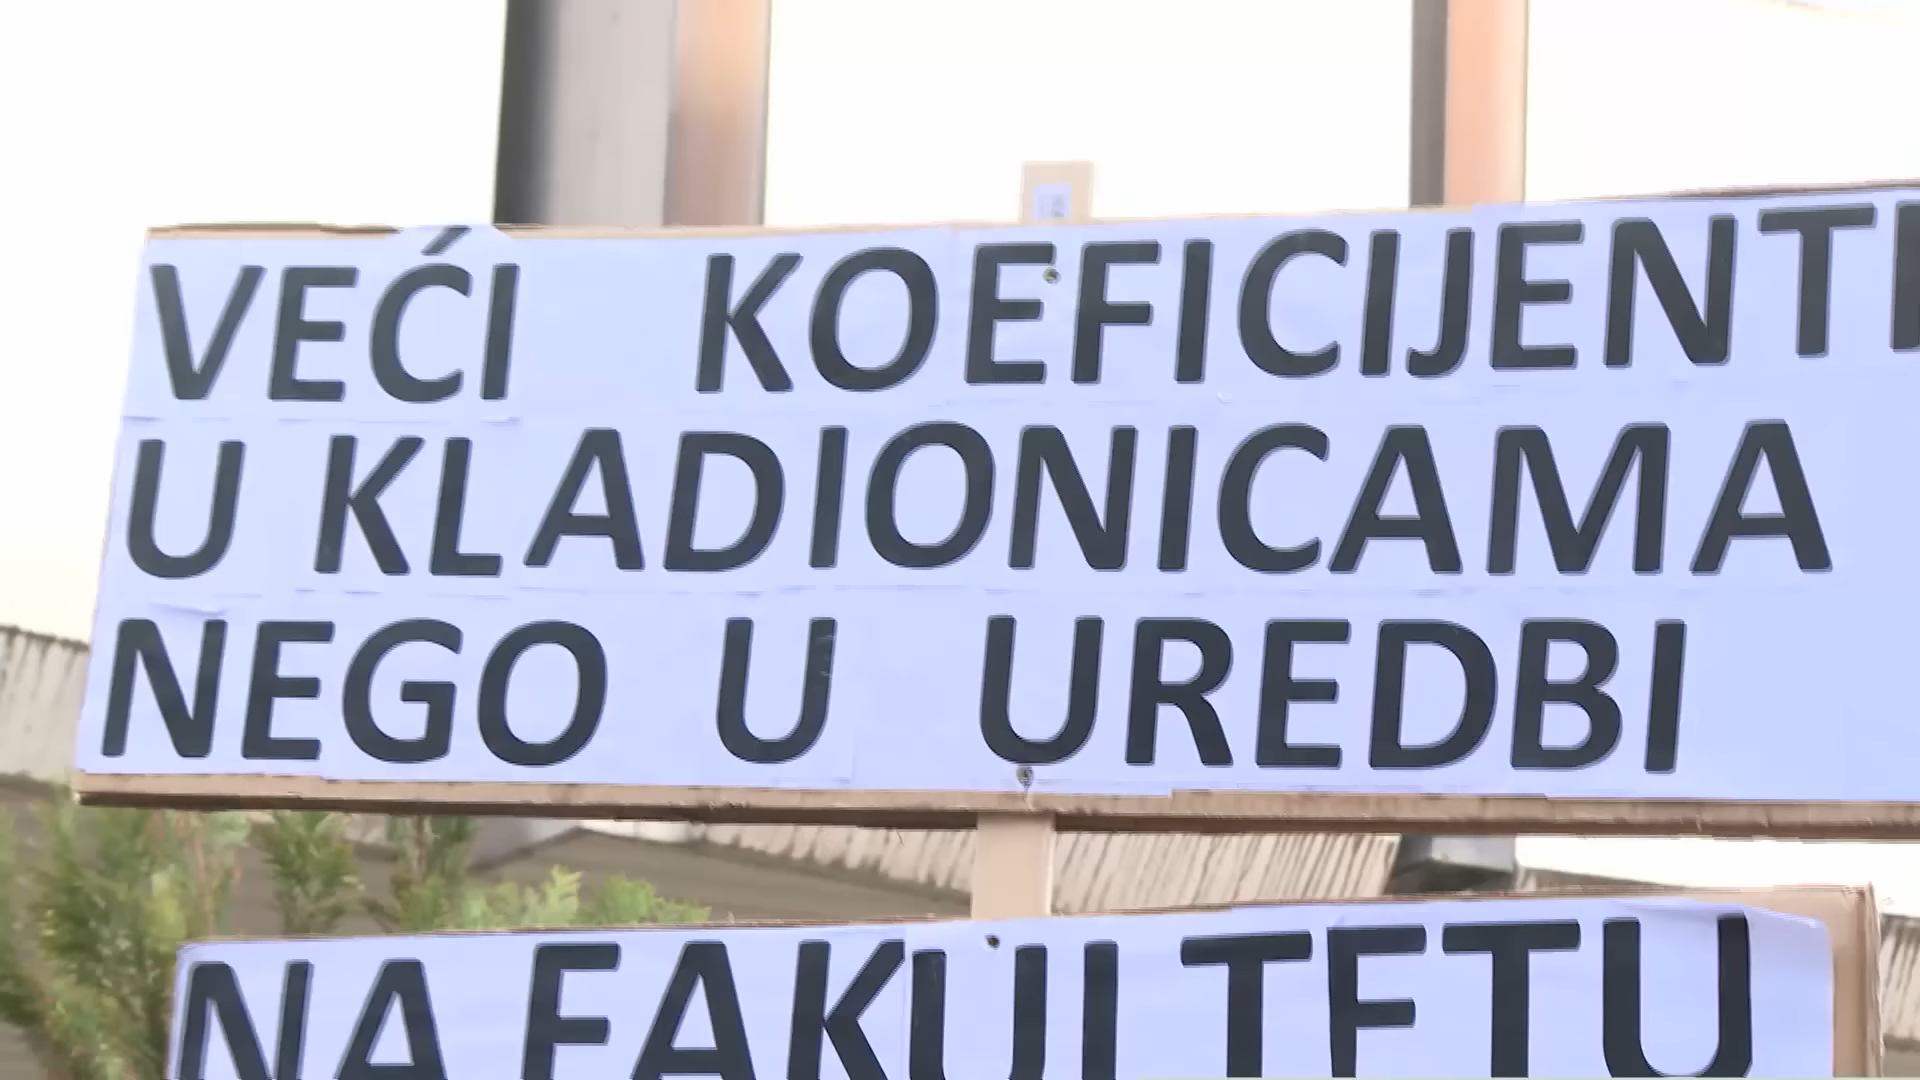 VEĆI KOEFICIJENTI
U KLADIONICAMA
NEGO U UREDBI
NA FAKULTETU